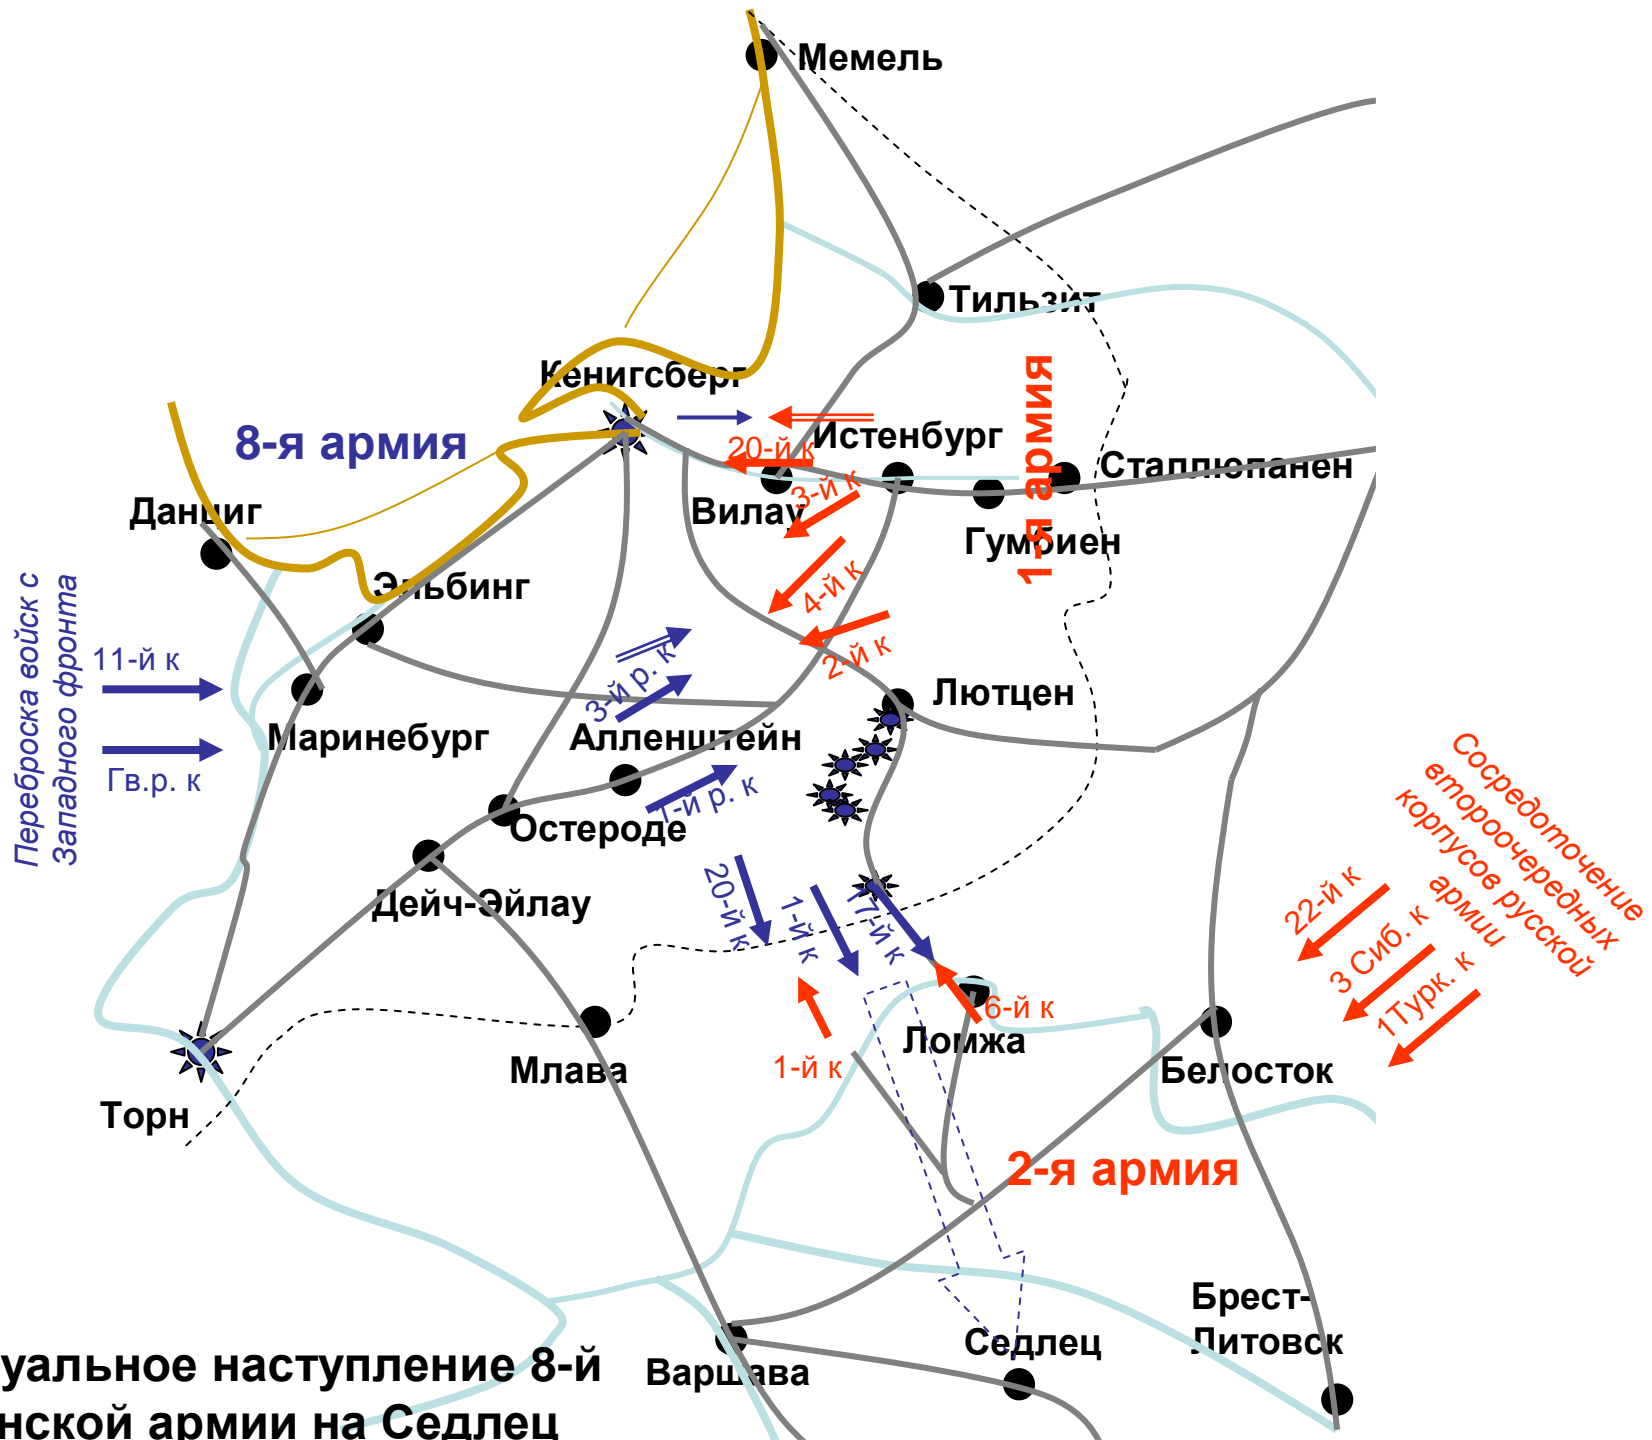 Мемель
Тильзит
Кенигсберг
8-я армия
1-я армия
20-й к
Истенбург
Сталлюпанен
3-й к
Вилау
Гумбиен
Данциг
4-й к
Эльбинг
2-й к
Переброска войск с
Западного фронта
11-й к
Гв.р. к
3-й р. к
Лютцен
Маринебург
Алленштейн
1-й р. к
Остероде
Дейч-Эйлау
20-й к
1-й к
17-й к
Сосредоточение
второочередных
корпусов русской
армии
22-й к
3 Сиб. к
1Турк. к
6-й к
Ломжа
1-й к
Млава
Белосток
Торн
2-я армия
Брест-
Литовск
Седлец
Варшава
уальное наступление 8-й
нской армии на Седлец